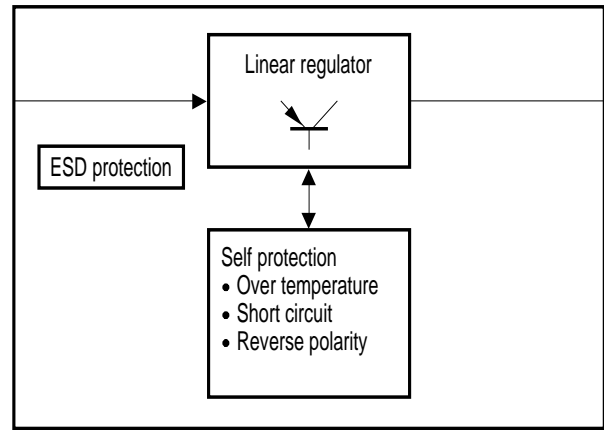 Linear regulator
ESD protection
Self protection
• Over temperature
• Short circuit
• Reverse polarity